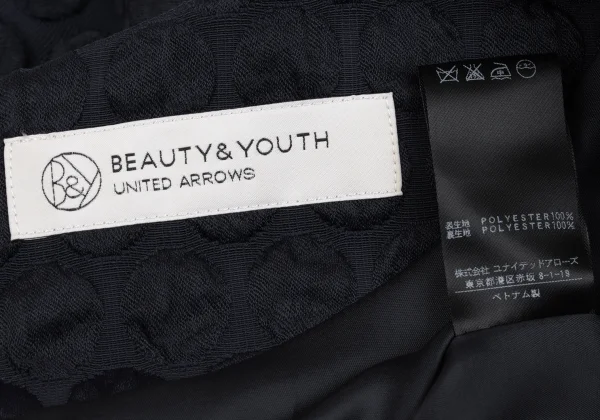 B&Y
BEAUTY & YOUTH
UNITED ARROWS
表生地 POLYESTER100%
裏生地 POLYESTER100%
株式会社 ユナイテッドアローズ
東京都港区赤坂 8-1-19
ベトナム製